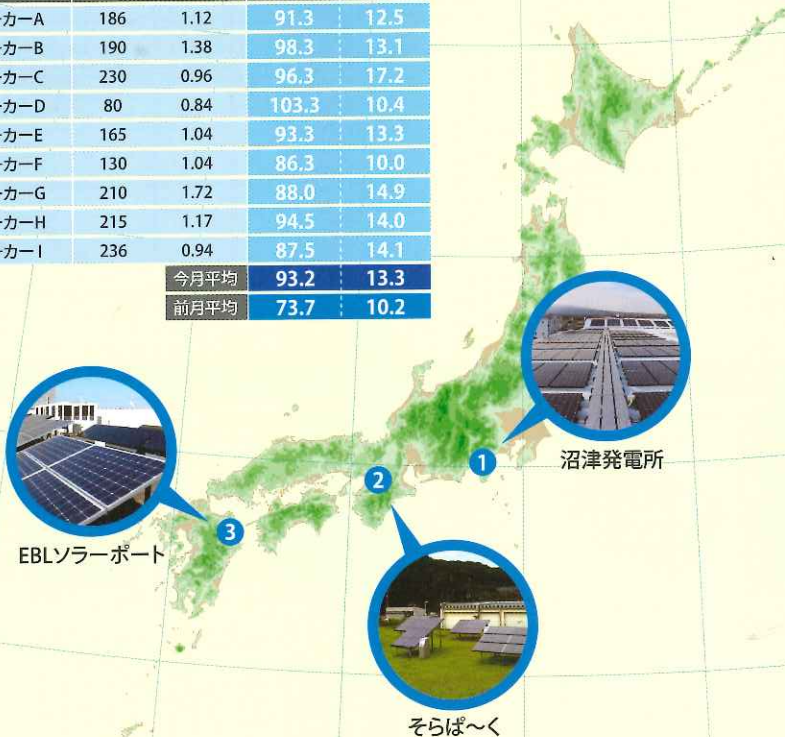 ーカーA 186 1.12 91.3 12.5
ーカーB 190 1.38 98.3 13.1
ーカーC 230 0.96 96.3 17.2
ーカーD 80 0.84 103.3 10.4
ーカーE 165 1.04 93.3 13.3
ーカーF 130 1.04 86.3 10.0
ーカーG 210 1.72 88.0 14.9
ーカーH 215 1.17 94.5 14.0
ーカーI 236 0.94 87.5 14.1
今月平均 93.2 13.3
前月平均 73.7 10.2
1
沼津発電所
2
3
EBLソラーポート
そらぱ〜く